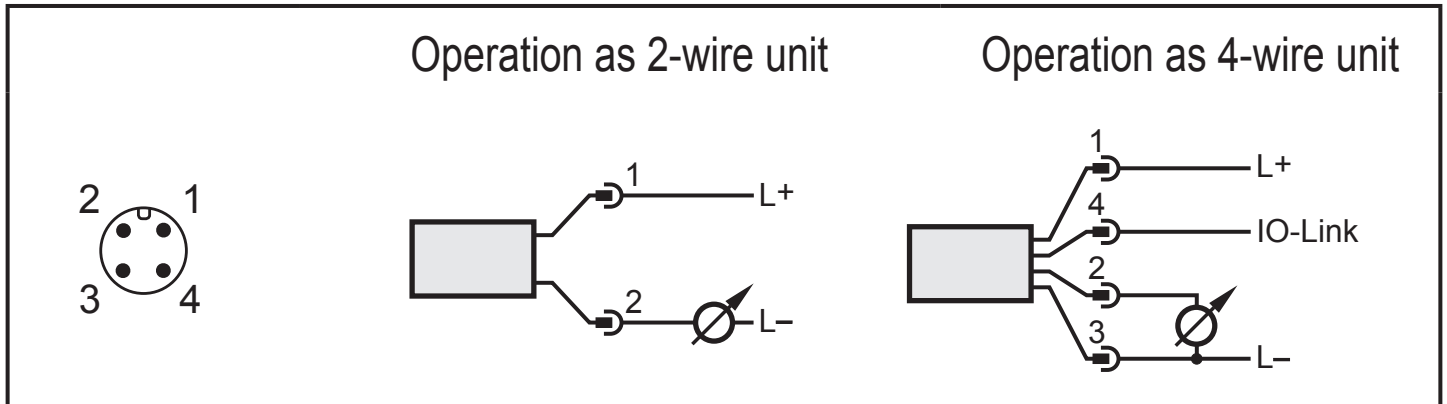 Operation as 2-wire unit
Operation as 4-wire unit
2 1
3 4
1
L+
2
L–
1
L+
4
IO-Link
2
3
L–